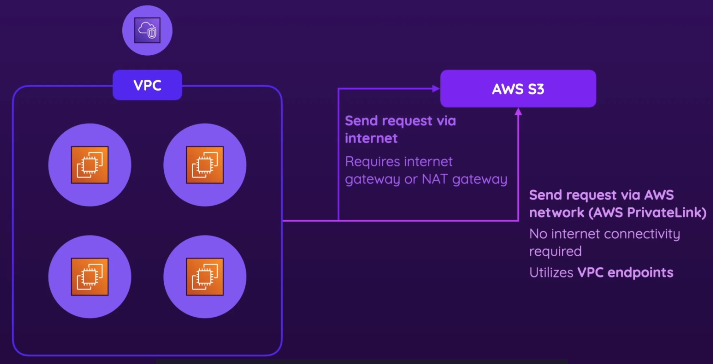 VPC
AWS S3
Send request via
internet
Requires internet
gateway or NAT gateway
Send request via AWS
network (AWS PrivateLink)
No internet connectivity
required
Utilizes VPC endpoints